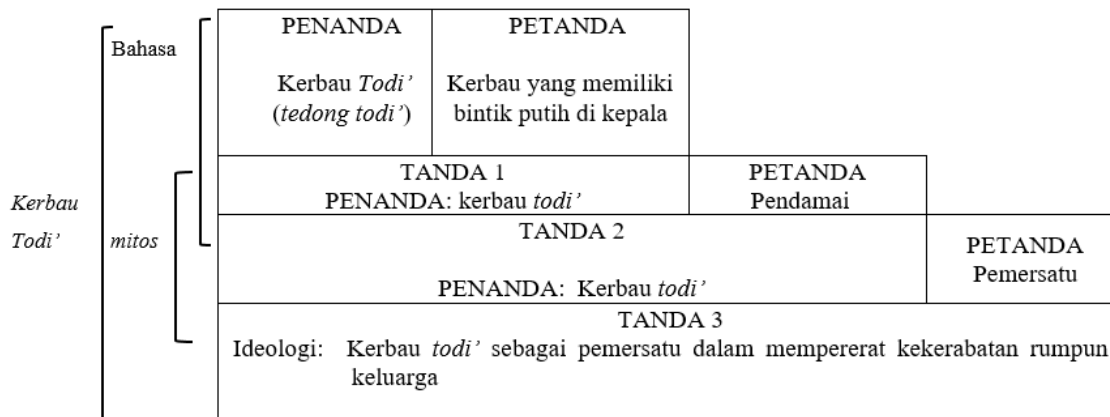 PENANDA
PETANDA
Bahasa
Kerbau Todi’
(tedong todi’)
Kerbau yang memiliki
bintik putih di kepala
TANDA 1
PENANDA: kerbau todi’
PETANDA
Pendamai
Kerbau
Todi’
mitos
TANDA 2
PENANDA: Kerbau todi’
PETANDA
Pemersatu
TANDA 3
Ideologi: Kerbau todi’ sebagai pemersatu dalam mempererat kekerabatan rumpun
keluarga